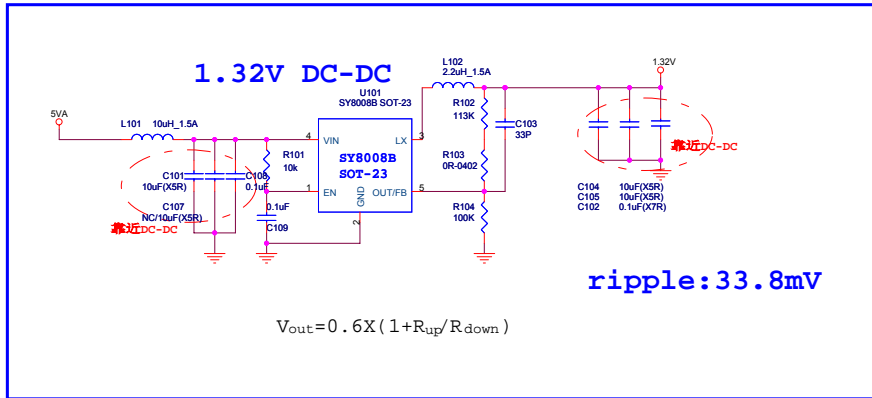 1.32V DC-DC
5VA
L101
10uH_1.5A
U101
SY8008B SOT-23
L102
2.2uH_1.5A
1.32V
4
VIN
LX
3
SY8008B
SOT-23
1
EN
OUT/FB
5
GND
2
R101
10k
C101
10uF(X5R)
C108
0.1uF
C107
NC/10uF(X5R)
靠近DC-DC
0.1uF
C109
R102
113K
C103
33P
R103
0R-0402
R104
100K
靠近DC-DC
C104 10uF(X5R)
C105 10uF(X5R)
C102 0.1uF(X7R)
ripple:33.8mV
Vout=0.6X(1+Rup/Rdown)